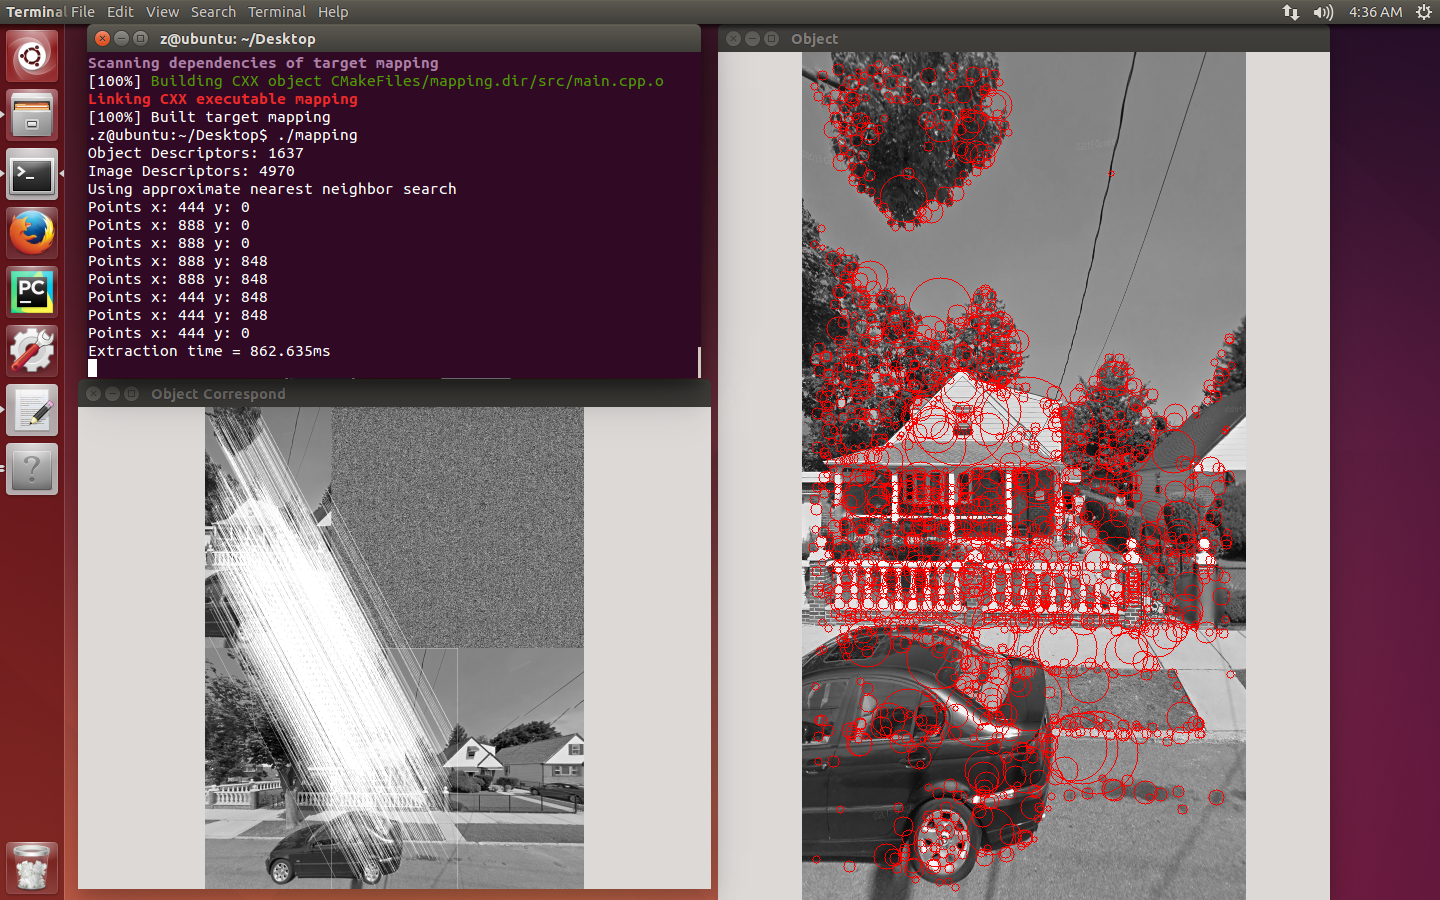 Terminal File Edit View Search Terminal Help
4:36 AM
z@ubuntu: ~/Desktop
Scanning dependencies of target mapping
[100%] Building CXX object CMakeFiles/mapping.dir/src/main.cpp.o
Linking CXX executable mapping
[100%] Built target mapping
.z@ubuntu:~/Desktop$ ./mapping
Object Descriptors: 1637
Image Descriptors: 4970
Using approximate nearest neighbor search
Points x: 444 y: 0
Points x: 888 y: 0
Points x: 888 y: 0
Points x: 888 y: 848
Points x: 888 y: 848
Points x: 444 y: 848
Points x: 444 y: 848
Points x: 444 y: 0
Extraction time = 862.635ms
Object Correspond
Object
PC
>_
?